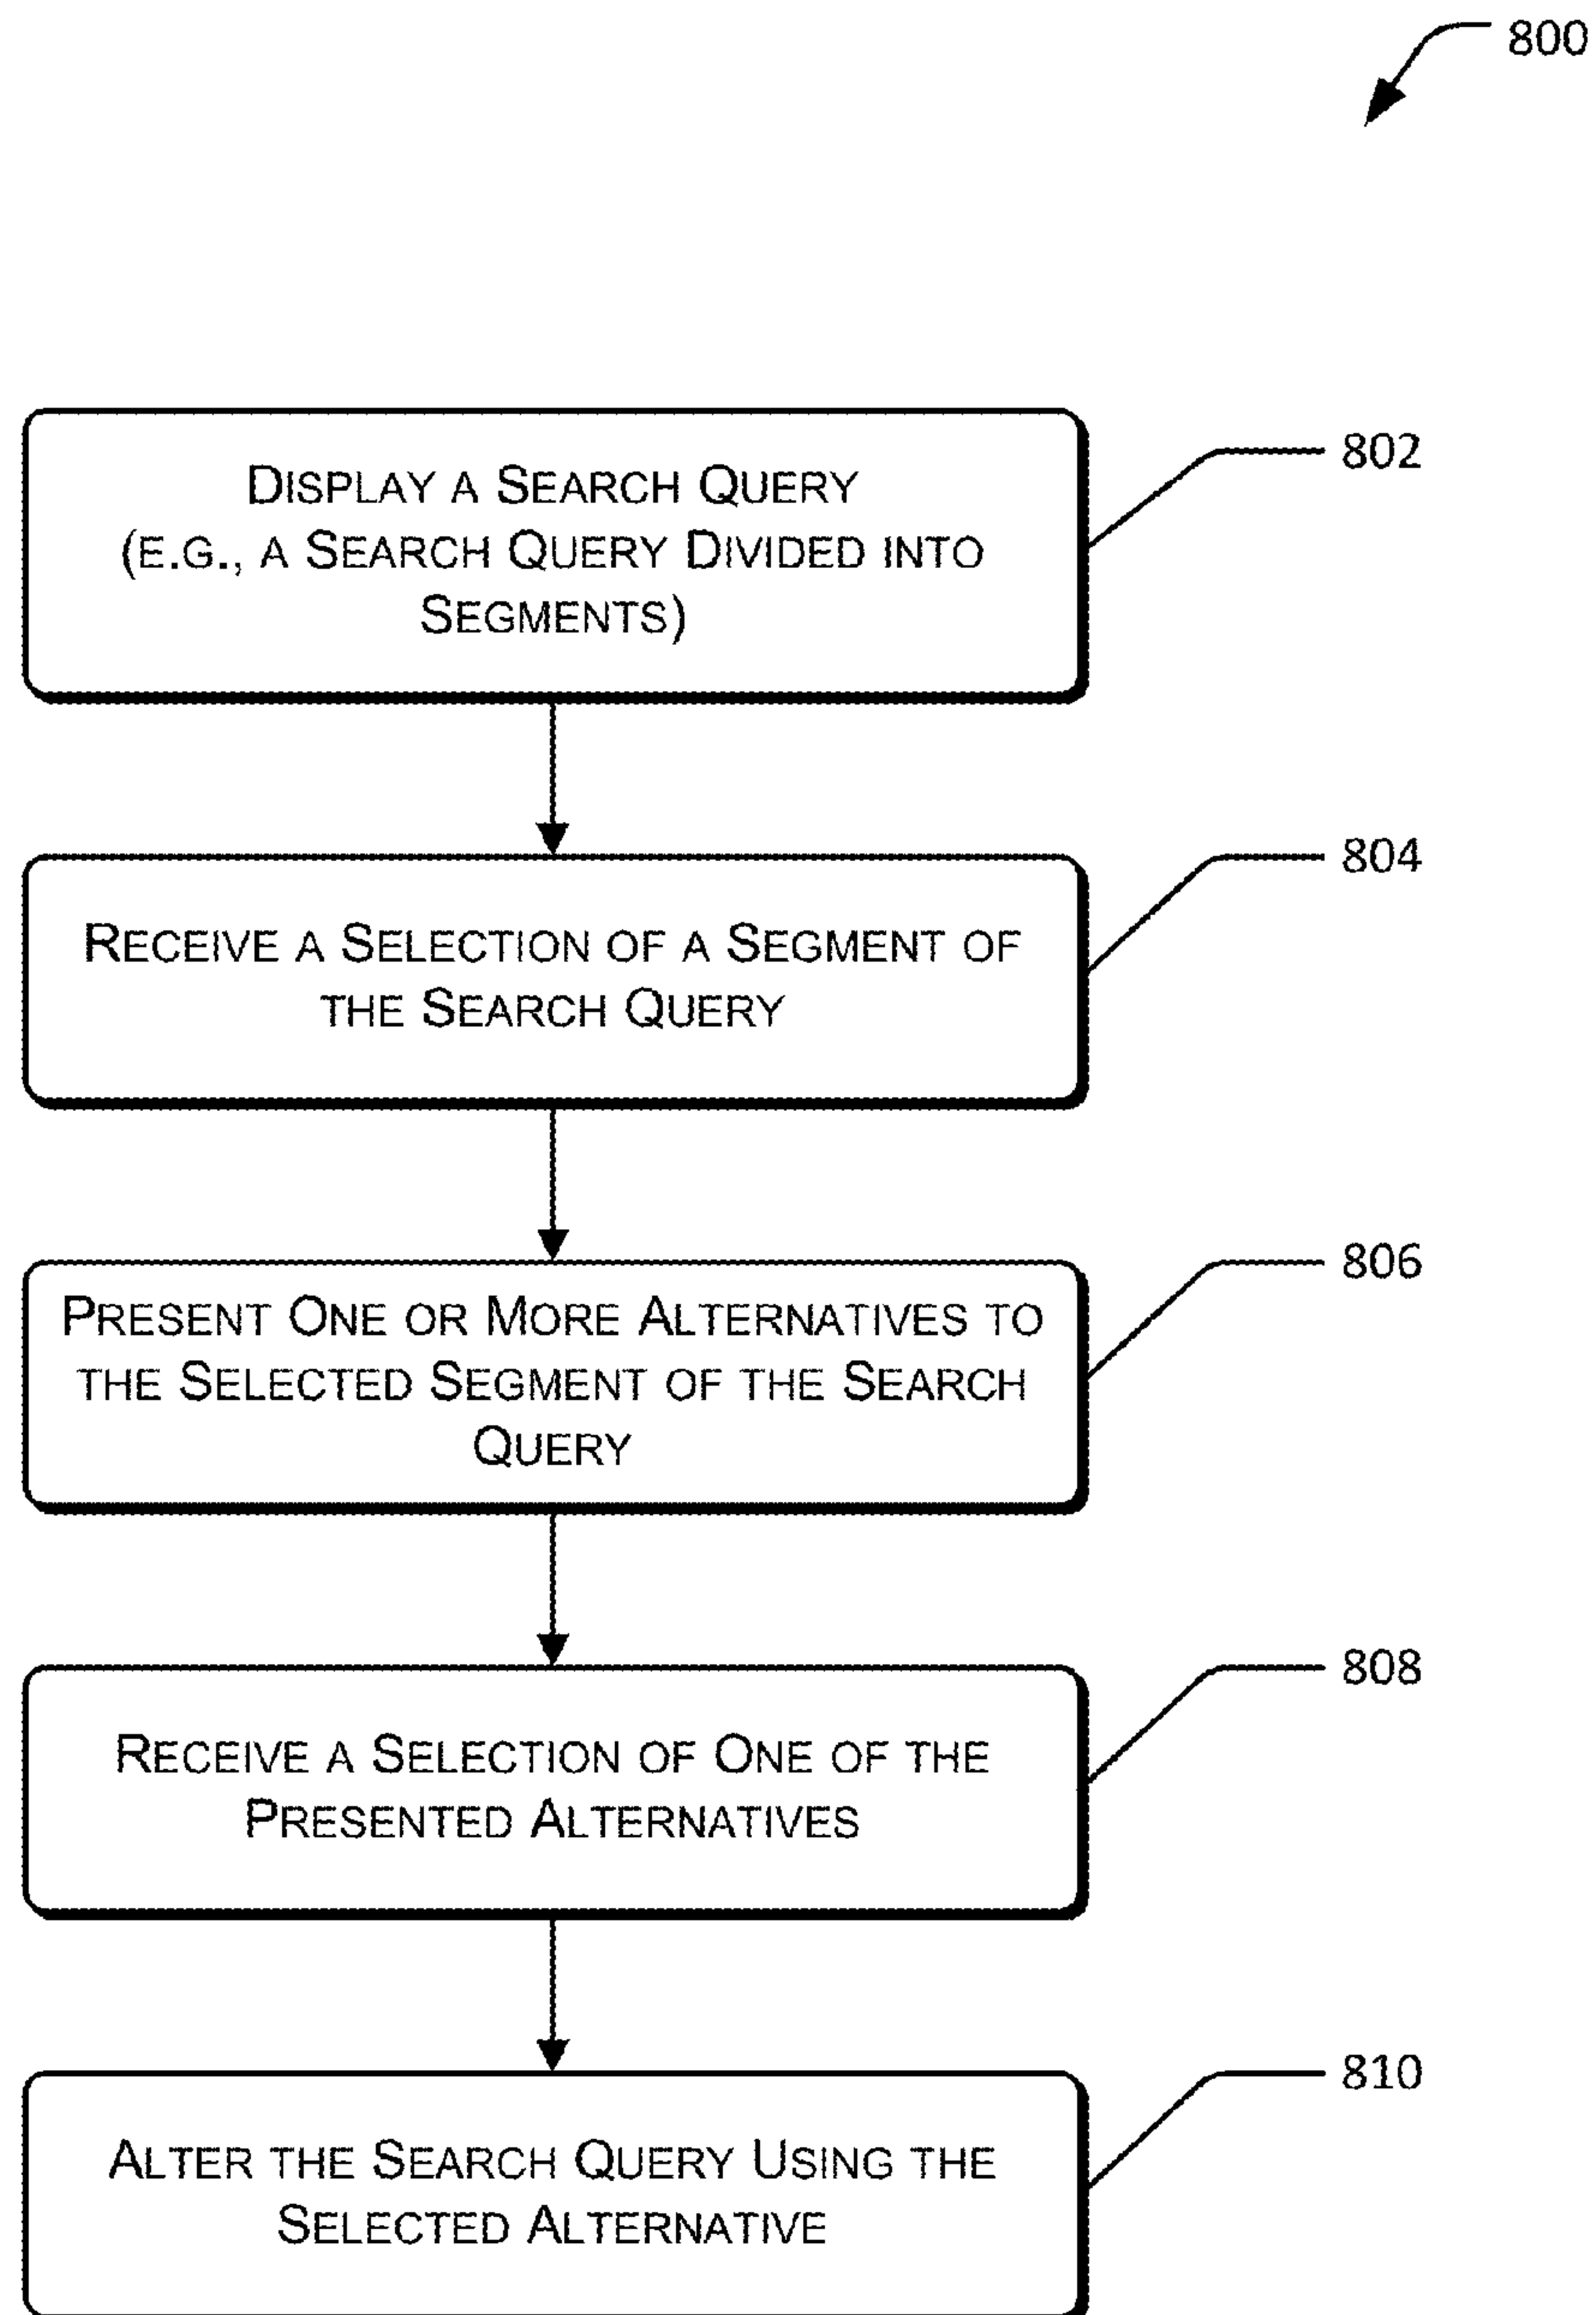 800
DISPLAY A SEARCH QUERY
(E.G., A SEARCH QUERY DIVIDED INTO
SEGMENTS)
802
RECEIVE A SELECTION OF A SEGMENT OF
THE SEARCH QUERY
804
PRESENT ONE OR MORE ALTERNATIVES TO
THE SELECTED SEGMENT OF THE SEARCH
QUERY
806
RECEIVE A SELECTION OF ONE OF THE
PRESENTED ALTERNATIVES
808
ALTER THE SEARCH QUERY USING THE
SELECTED ALTERNATIVE
810